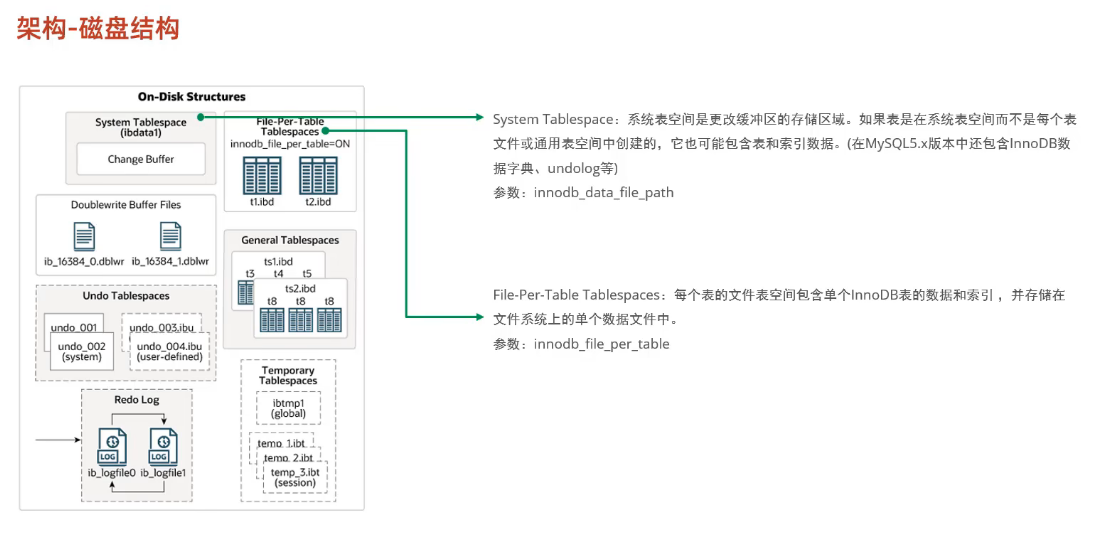 架构-磁盘结构
On-Disk Structures
System Tablespace
(ibdata1)
Change Buffer
File-Per-Table
Tablespaces
innodb_file_per_table=ON
t1.ibd
t2.ibd
Doublewrite Buffer Files
ib_16384_0.dblwr
ib_16384_1.dblwr
General Tablespaces
ts1.ibd
t3 t4 t5
ts2.ibd
t8 t8 t8
Undo Tablespaces
undo_001
undo_002
(system)
undo_003.ibu
undo_004.ibu
(user-defined)
Temporary
Tablespaces
ibtmp1
(global)
temp_1.ibt
temp_2.ibt
temp_3.ibt
(session)
Redo Log
LOG
LOG
ib_logfile0
ib_logfile1
System Tablespace：系统表空间是更改缓冲区的存储区域。如果表是在系统表空间而不是每个表
文件或通用表空间中创建的，它也可能包含表和索引数据。(在MySQL5.x版本中还包含InnoDB数
据字典、undolog等)
参数：innodb_data_file_path
File-Per-Table Tablespaces：每个表的文件表空间包含单个InnoDB表的数据和索引 ，并存储在
文件系统上的单个数据文件中。
参数：innodb_file_per_table